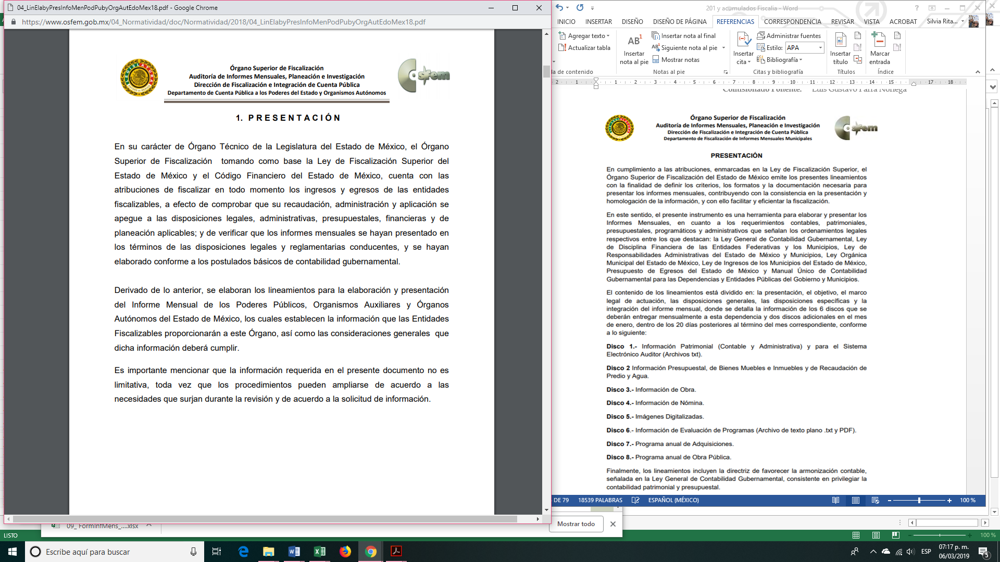 04_LinElabyPresInfoMenPodPubyOrgAutEdoMex18.pdf - Google Chrome
https://www.osfem.gob.mx/04_Normatividad/doc/Normatividad/2018/04_LinElabyPresInfoMenPodPubyOrgAutEdoMex18.pdf
Órgano Superior de Fiscalización
Auditoría de Informes Mensuales, Planeación e Investigación
Dirección de Fiscalización e Integración de Cuenta Pública
Departamento de Cuenta Pública a los Poderes del Estado y Organismos Autónomos
osfem
1. PRESENTACIÓN
En su carácter de Órgano Técnico de la Legislatura del Estado de México, el Órgano
Superior de Fiscalización tomando como base la Ley de Fiscalización Superior del
Estado de México y el Código Financiero del Estado de México, cuenta con las
atribuciones de fiscalizar en todo momento los ingresos y egresos de las entidades
fiscalizables, a efecto de comprobar que su recaudación, administración y aplicación se
apegue a las disposiciones legales, administrativas, presupuestales, financieras y de
planeación aplicables; y de verificar que los informes mensuales se hayan presentado en
los términos de las disposiciones legales y reglamentarias conducentes, y se hayan
elaborado conforme a los postulados básicos de contabilidad gubernamental.
Derivado de lo anterior, se elaboran los lineamientos para la elaboración y presentación
del Informe Mensual de los Poderes Públicos, Organismos Auxiliares y Órganos
Autónomos del Estado de México, los cuales establecen la información que las Entidades
Fiscalizables proporcionarán a este Órgano, así como las consideraciones generales que
dicha información deberá cumplir.
Es importante mencionar que la información requerida en el presente documento no es
limitativa, toda vez que los procedimientos pueden ampliarse de acuerdo a las
necesidades que surjan durante la revisión y de acuerdo a la solicitud de información.
201 y acumulados Fiscalia - Word
INICIO INSERTAR DISEÑO DISEÑO DE PÁGINA REFERENCIAS CORRESPONDENCIA REVISAR VISTA ACROBAT Silvia Rita...
Agregar texto
Actualizar tabla
la de contenido
AB1
Insertar
nota al pie
Insertar nota al final
Siguiente nota al pie
Mostrar notas
Notas al pie
Insertar
cita
Administrar fuentes
Estilo: APA
Bibliografía
Citas y bibliografía
Insertar
título
Títulos
Marcar
entrada
Índice
2 1 1 2 3 4 5 6 7 8 9 10 11 12 13 14 15 17 18
Comisionado Ponente: Luis Gustavo Parra Noriega
Órgano Superior de Fiscalización
Auditoría de Informes Mensuales, Planeación e Investigación
Dirección de Fiscalización e Integración de Cuenta Pública
Departamento de Fiscalización de Informes Mensuales Municipales
osfem
PRESENTACIÓN
En cumplimiento a las atribuciones, enmarcadas en la Ley de Fiscalización Superior, el
Órgano Superior de Fiscalización del Estado de México emite los presentes lineamientos
con la finalidad de definir los criterios, los formatos y la documentación necesaria para
presentar los informes mensuales, contribuyendo con la consistencia en la presentación y
homologación de la información, y con ello facilitar y eficientar la fiscalización.
En este sentido, el presente instrumento es una herramienta para elaborar y presentar los
Informes Mensuales, en cuanto a los requerimientos contables, patrimoniales,
presupuestales, programáticos y administrativos que señalan los ordenamientos legales
respectivos entre los que destacan: la Ley General de Contabilidad Gubernamental, Ley
de Disciplina Financiera de las Entidades Federativas y los Municipios, Ley de
Responsabilidades Administrativas del Estado de México y Municipios, Ley Orgánica
Municipal del Estado de México, Ley de Ingresos de los Municipios del Estado de México,
Presupuesto de Egresos del Estado de México y Manual Único de Contabilidad
Gubernamental para las Dependencias y Entidades Públicas del Gobierno y Municipios.
El contenido de los lineamientos está dividido en: la presentación, el objetivo, el marco
legal de actuación, las disposiciones generales, las disposiciones específicas y la
integración del informe mensual, donde se detalla la información de los 6 discos que se
deberán entregar mensualmente a esta dependencia y dos discos adicionales en el mes
de enero, dentro de los 20 días posteriores al término del mes correspondiente, conforme
a lo siguiente:
Disco 1.- Información Patrimonial (Contable y Administrativa) y para el Sistema
Electrónico Auditor (Archivos txt).
Disco 2 Información Presupuestal, de Bienes Muebles e Inmuebles y de Recaudación de
Predio y Agua.
Disco 3.- Información de Obra.
Disco 4.- Información de Nómina.
Disco 5.- Imágenes Digitalizadas.
Disco 6.- Información de Evaluación de Programas (Archivo de texto plano .txt y PDF).
Disco 7.- Programa anual de Adquisiciones.
Disco 8.- Programa anual de Obra Pública.
Finalmente, los lineamientos incluyen la directriz de favorecer la armonización contable,
señalada en la Ley General de Contabilidad Gubernamental, consistente en privilegiar la
contabilidad patrimonial y presupuestal.
DE 79 18539 PALABRAS ESPAÑOL (MÉXICO) 100 %
09_ FormInfMens_....xlsx
Mostrar todo
LISTO
100 %
Escribe aquí para buscar
ESP
07:17 p. m.
06/03/2019
5